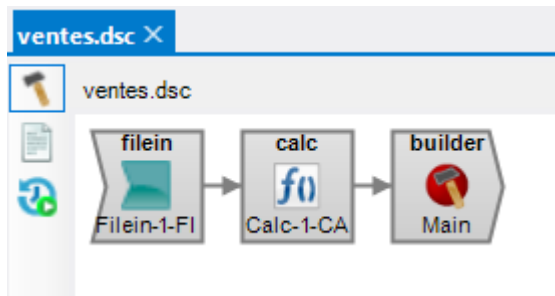 ventes.dsc
ventes.dsc
filein
calc
builder
f()
Filein-1-FI
Calc-1-CA
Main